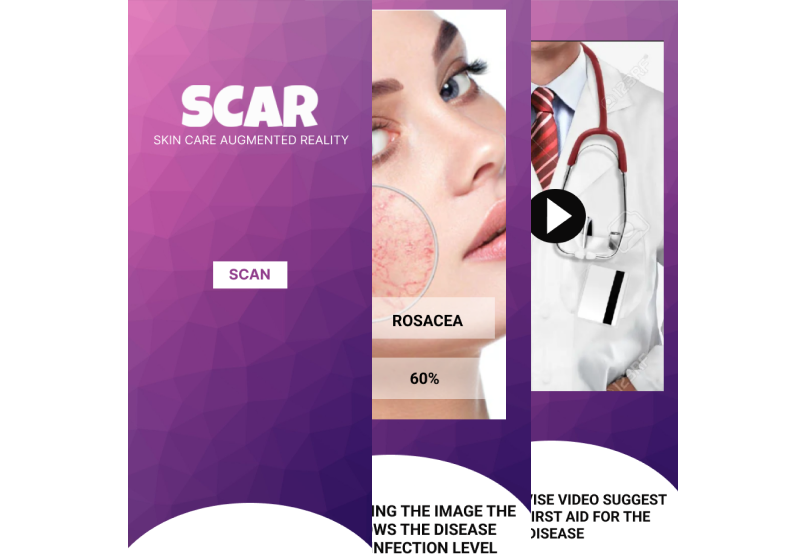 SCAR
SKIN CARE AUGMENTED REALITY
SCAN
ROSACEA
60%
ING THE IMAGE THE
WS THE DISEASE
NFECTION LEVEL
ISE VIDEO SUGGEST
IRST AID FOR THE
DISEASE